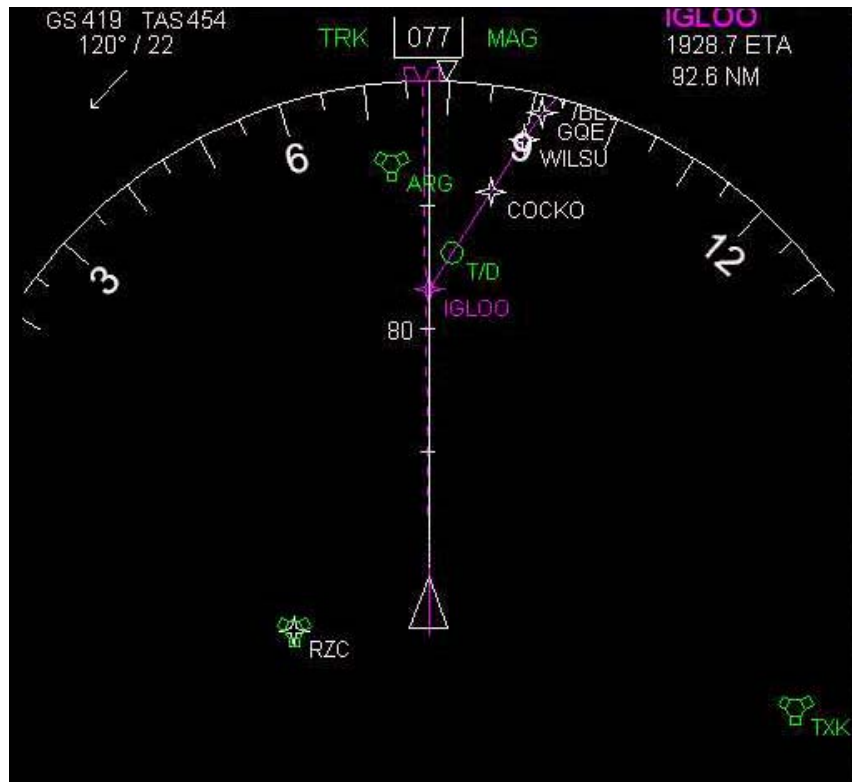 GS 419 TAS 454
120° / 22
TRK 077 MAG
IGLOO
1928.7 ETA
92.6 NM
6
ARG
/BL
GQE
9
WILSU
COCKO
3
12
T/D
IGLOO
80
RZC
TXK